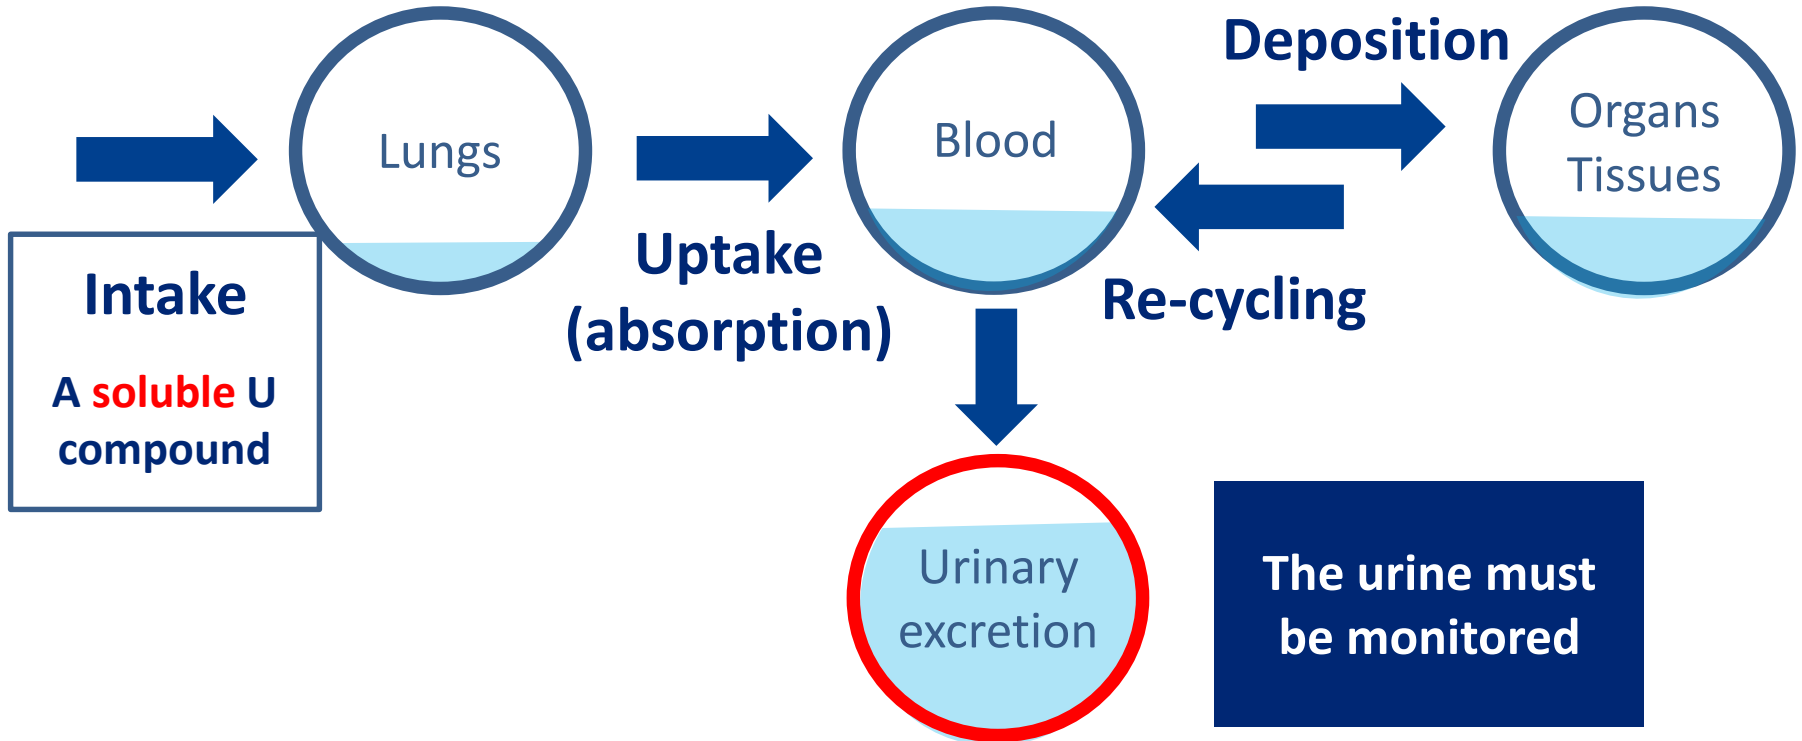 Deposition
Lungs
Blood
Organs
Tissues
Uptake
(absorption)
Re-cycling
Intake
A soluble U
compound
Urinary
excretion
The urine must
be monitored